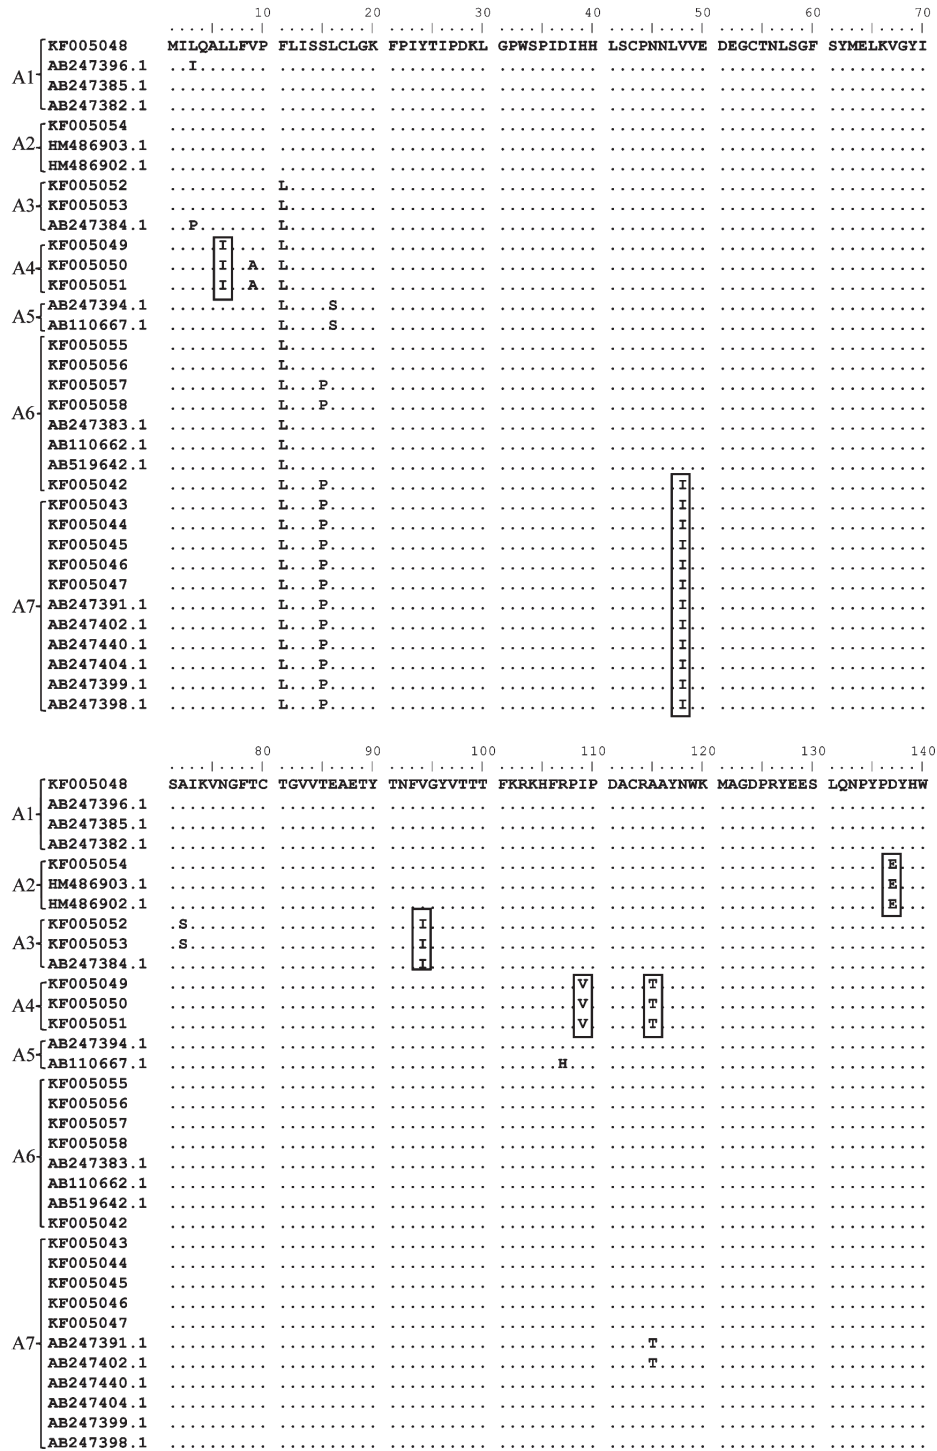 10 20 30 40 50 60 70
KF005048 MILQALLFVP FLISSLCLGK FPIYTIPDKL GPWSPIDIHH LSCPNNLVVE DEGCTNLSGF SYMELKVGYI
A1 AB247396.1 ..I....... .......... .......... .......... .......... .......... ..........
AB247385.1 .......... .......... .......... .......... .......... .......... ..........
AB247382.1 .......... .......... .......... .......... .......... .......... ..........
KF005054 .......... .......... .......... .......... .......... .......... ..........
A2 HM486903.1 .......... .......... .......... .......... .......... .......... ..........
HM486902.1 .......... .......... .......... .......... .......... .......... ..........
KF005052 .......... L......... .......... .......... .......... .......... ..........
A3 KF005053 .......... L......... .......... .......... .......... .......... ..........
AB247384.1 ..P....... L......... .......... .......... .......... .......... ..........
KF005049 .....I.... L......... .......... .......... .......... .......... ..........
A4 KF005050 .....I..A. L......... .......... .......... .......... .......... ..........
KF005051 .....I..A. L......... .......... .......... .......... .......... ..........
A5 AB247394.1 .......... L....S.... .......... .......... .......... .......... ..........
AB110667.1 .......... L....S.... .......... .......... .......... .......... ..........
KF005055 .......... L......... .......... .......... .......... .......... ..........
KF005056 .......... L......... .......... .......... .......... .......... ..........
KF005057 .......... L...P..... .......... .......... .......... .......... ..........
A6 KF005058 .......... L...P..... .......... .......... .......... .......... ..........
AB247383.1 .......... L......... .......... .......... .......... .......... ..........
AB110662.1 .......... L......... .......... .......... .......... .......... ..........
AB519642.1 .......... L......... .......... .......... .......... .......... ..........
KF005042 .......... L...P..... .......... .......... .......I.. .......... ..........
KF005043 .......... L...P..... .......... .......... .......I.. .......... ..........
KF005044 .......... L...P..... .......... .......... .......I.. .......... ..........
KF005045 .......... L...P..... .......... .......... .......I.. .......... ..........
KF005046 .......... L...P..... .......... .......... .......I.. .......... ..........
KF005047 .......... L...P..... .......... .......... .......I.. .......... ..........
A7 AB247391.1 .......... L...P..... .......... .......... .......I.. .......... ..........
AB247402.1 .......... L...P..... .......... .......... .......I.. .......... ..........
AB247440.1 .......... L...P..... .......... .......... .......I.. .......... ..........
AB247404.1 .......... L...P..... .......... .......... .......I.. .......... ..........
AB247399.1 .......... L...P..... .......... .......... .......I.. .......... ..........
AB247398.1 .......... L...P..... .......... .......... .......I.. .......... ..........
80 90 100 110 120 130 140
KF005048 SAIKVNGFTC TGVVTEAETY TNFVGYVTTT FKRKHFRPIP DACRAAYNWK MAGDPRYEES LQNPYPDYHW
A1 AB247396.1 .......... .......... .......... .......... .......... .......... ..........
AB247385.1 .......... .......... .......... .......... .......... .......... ..........
AB247382.1 .......... .......... .......... .......... .......... .......... ..........
KF005054 .......... .......... .......... .......... .......... .......... ......E...
A2 HM486903.1 .......... .......... .......... .......... .......... .......... ......E...
HM486902.1 .......... .......... .......... .......... .......... .......... ......E...
KF005052 .S........ .......... ...I...... .......... .......... .......... ..........
A3 KF005053 .S........ .......... ...I...... .......... .......... .......... ..........
AB247384.1 .......... .......... ...I...... .......... .......... .......... ..........
KF005049 .......... .......... .......... ........V. ....T..... .......... ..........
A4 KF005050 .......... .......... .......... ........V. ....T..... .......... ..........
KF005051 .......... .......... .......... ........V. ....T..... .......... ..........
A5 AB247394.1 .......... .......... .......... .......... .......... .......... ..........
AB110667.1 .......... .......... .......... ......H... .......... .......... ..........
KF005055 .......... .......... .......... .......... .......... .......... ..........
KF005056 .......... .......... .......... .......... .......... .......... ..........
KF005057 .......... .......... .......... .......... .......... .......... ..........
KF005058 .......... .......... .......... .......... .......... .......... ..........
A6 AB247383.1 .......... .......... .......... .......... .......... .......... ..........
AB110662.1 .......... .......... .......... .......... .......... .......... ..........
AB519642.1 .......... .......... .......... .......... .......... .......... ..........
KF005042 .......... .......... .......... .......... .......... .......... ..........
KF005043 .......... .......... .......... .......... .......... .......... ..........
KF005044 .......... .......... .......... .......... .......... .......... ..........
KF005045 .......... .......... .......... .......... .......... .......... ..........
KF005046 .......... .......... .......... .......... .......... .......... ..........
KF005047 .......... .......... .......... .......... .......... .......... ..........
A7 AB247391.1 .......... .......... .......... .......... ....T..... .......... ..........
AB247402.1 .......... .......... .......... .......... ....T..... .......... ..........
AB247440.1 .......... .......... .......... .......... .......... .......... ..........
AB247404.1 .......... .......... .......... .......... .......... .......... ..........
AB247399.1 .......... .......... .......... .......... .......... .......... ..........
AB247398.1 .......... .......... .......... .......... .......... .......... ..........